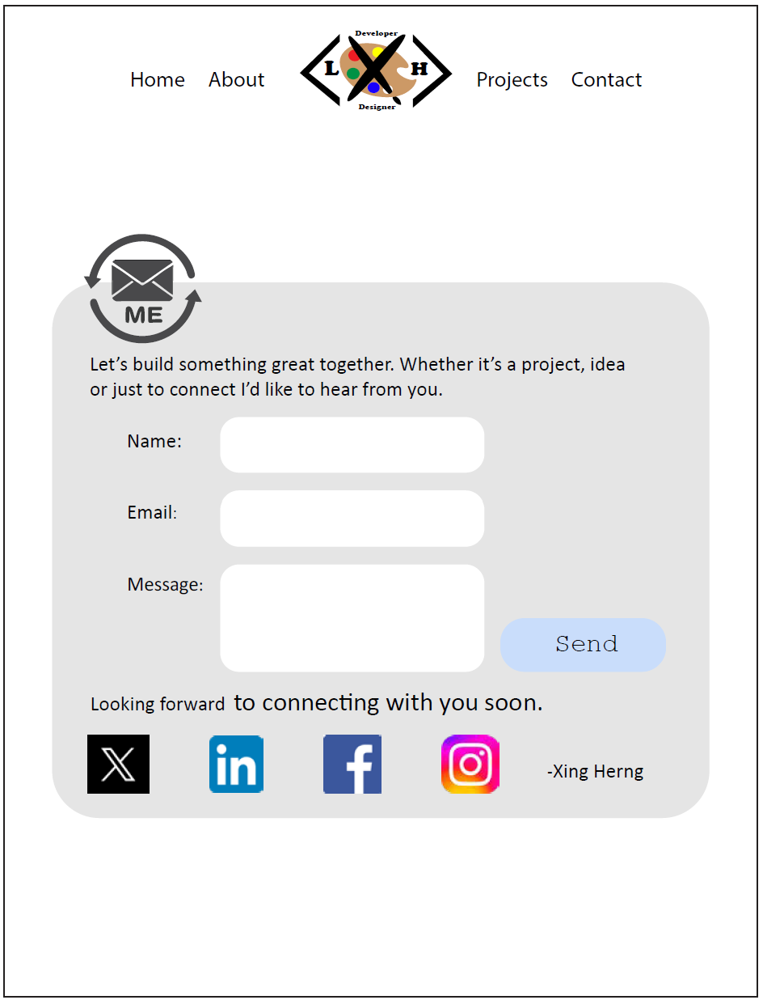 Developer
Home About L X H Projects Contact
Designer
ME
Let’s build something great together. Whether it’s a project, idea
or just to connect I’d like to hear from you.
Name:
Email:
Message:
Send
Looking forward to connecting with you soon.
X in f
-Xing Herng